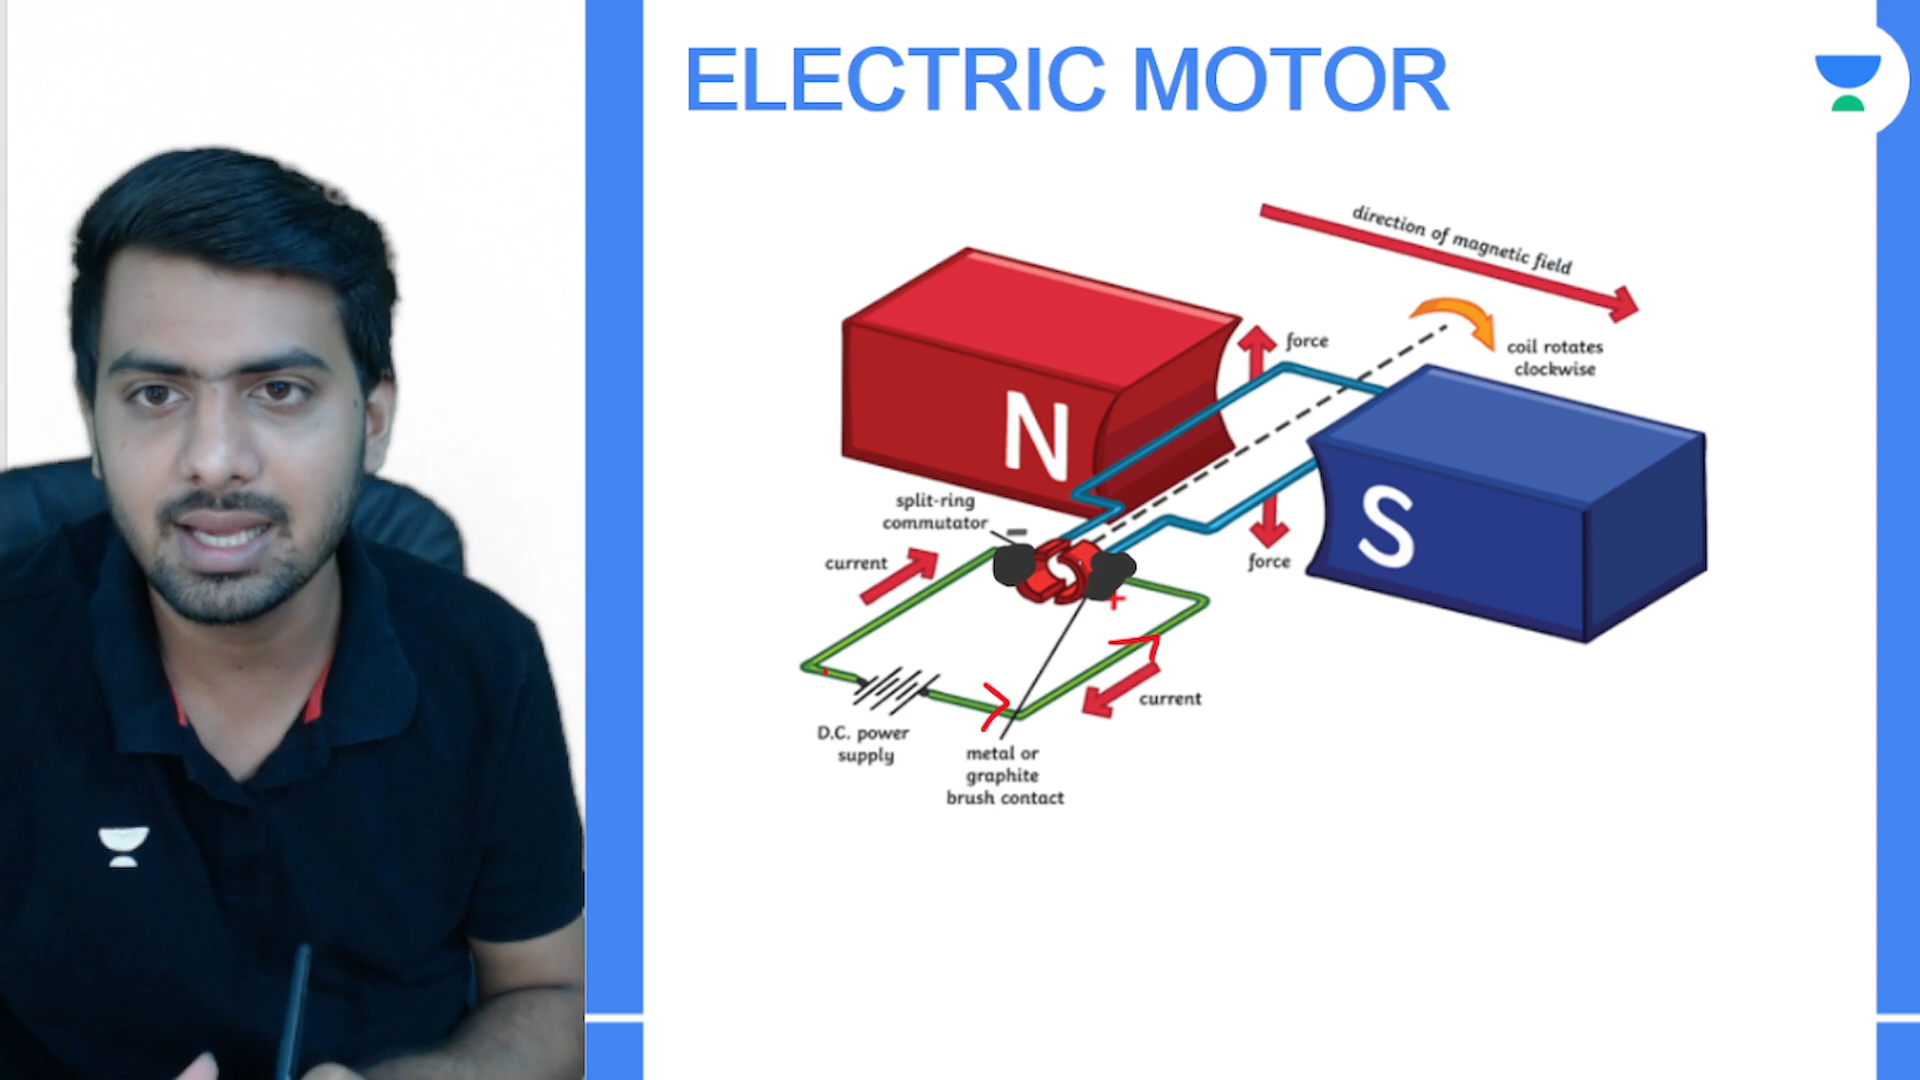 ELECTRIC MOTOR
direction of magnetic field
force
coil rotates
clockwise
N
S
split-ring
commutator
−
current
force
+
current
D.C. power
supply
metal or
graphite
brush contact